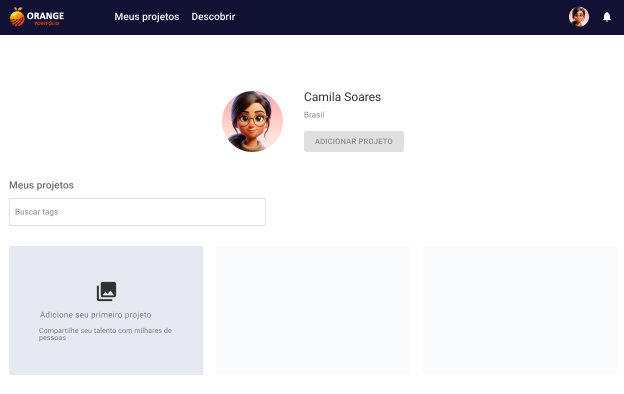 ORANGE
PORTFÓLIO
Meus projetos
Descobrir
Camila Soares
Brasil
ADICIONAR PROJETO
Meus projetos
Buscar tags
Adicione seu primeiro projeto
Compartilhe seu talento com milhares de
pessoas